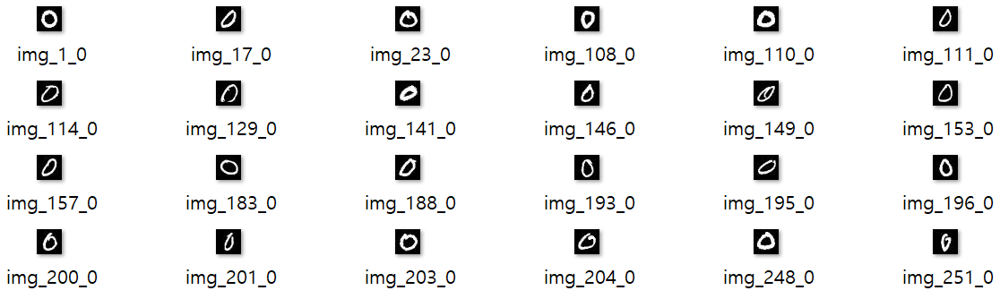 img_1_0 img_17_0 img_23_0 img_108_0 img_110_0 img_111_0
img_114_0 img_129_0 img_141_0 img_146_0 img_149_0 img_153_0
img_157_0 img_183_0 img_188_0 img_193_0 img_195_0 img_196_0
img_200_0 img_201_0 img_203_0 img_204_0 img_248_0 img_251_0